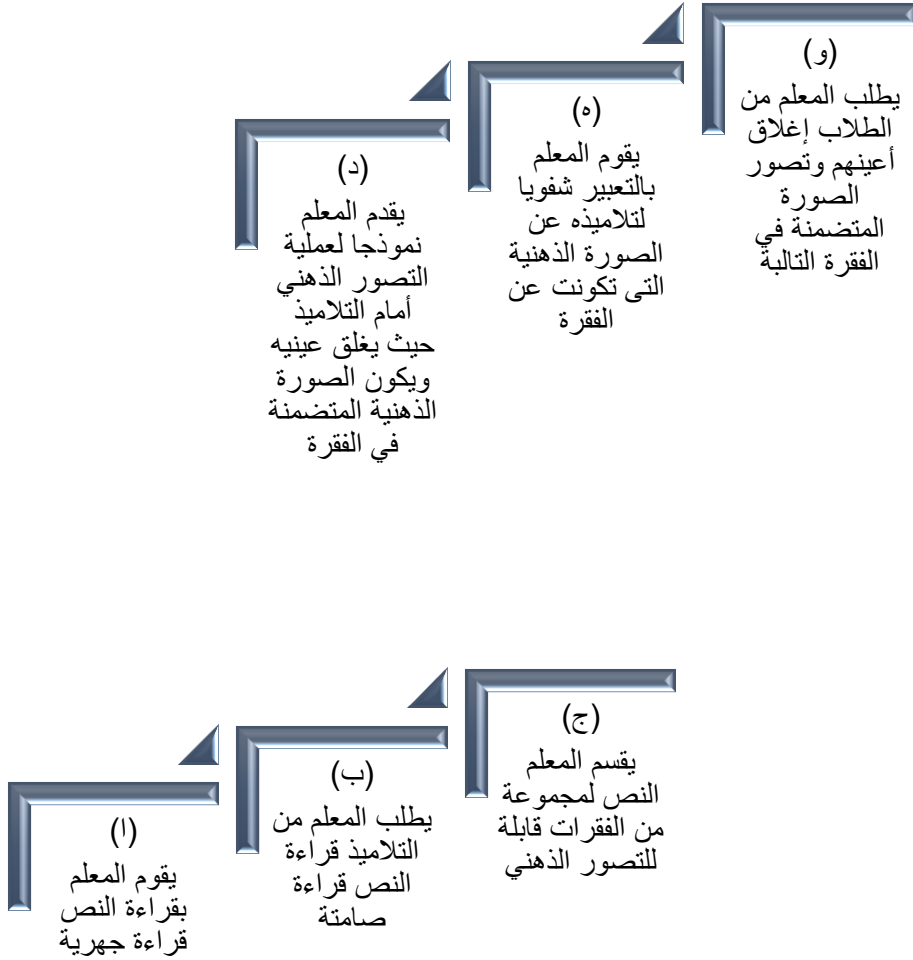 (ا)
يقوم المعلم
بقراءة النص
قراءة جهرية
(ب)
يطلب المعلم من
التلاميذ قراءة
النص قراءة
صامتة
(ج)
يقسم المعلم
النص لمجموعة
من الفقرات قابلة
للتصور الذهني
(د)
يقدم المعلم
نموذجا لعملية
التصور الذهني
أمام التلاميذ
حيث يغلق عينيه
ويكون الصورة
الذهنية المتضمنة
في الفقرة
(ه)
يقوم المعلم
بالتعبير شفويا
لتلاميذه عن
الصورة الذهنية
التى تكونت عن
الفقرة
(و)
يطلب المعلم من
الطلاب إغلاق
أعينهم وتصور
الصورة
المتضمنة في
الفقرة التالبة